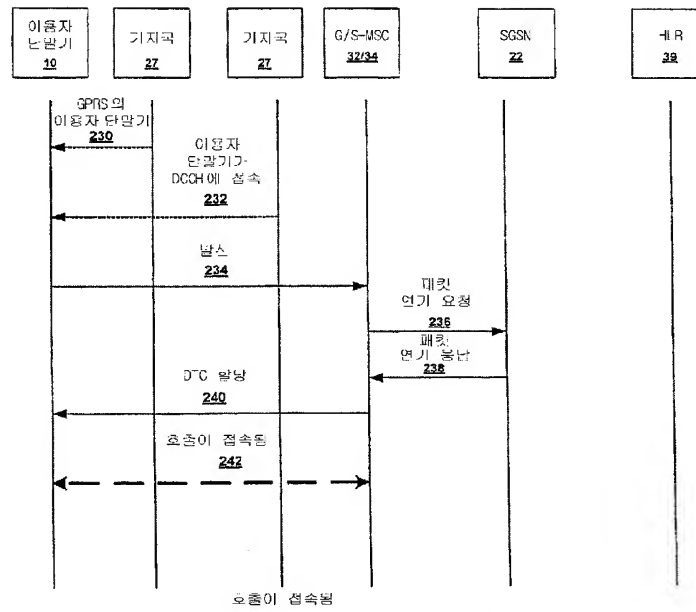 이용자
단말기
10
기지국
27
기지국
27
G/S-MSC
32/34
SGSN
22
HLR
39
GPRS의
이용자 단말기
230
이용자
단말기가
DCCH에 접속
232
발신
234
패킷
연기 요청
236
패킷
연기 응답
238
DTC 할당
240
호출이 접속됨
242
호출이 접속됨